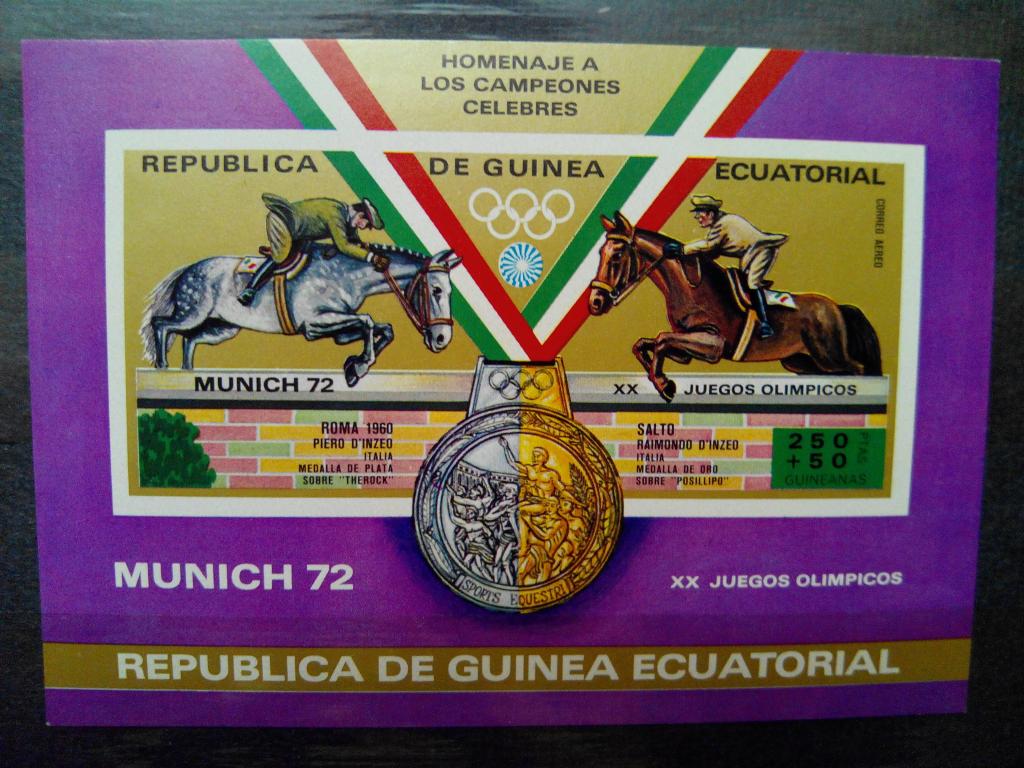 HOMENAJE A
LOS CAMPEONES
CELEBRES
REPUBLICA DE GUINEA ECUATORIAL
CORREO AEREO
MUNICH 72
XX JUEGOS OLIMPICOS
ROMA 1960
PIERO D'INZEO
ITALIA
MEDALLA DE PLATA
SOBRE "THEROCK"
SALTO
RAIMONDO D'INZEO
ITALIA
MEDALLA DE ORO
SOBRE "POSILLIPO"
250
+50
PTAS
GUINEANAS
SPORTS EQUESTRI
MUNICH 72
XX JUEGOS OLIMPICOS
REPUBLICA DE GUINEA ECUATORIAL